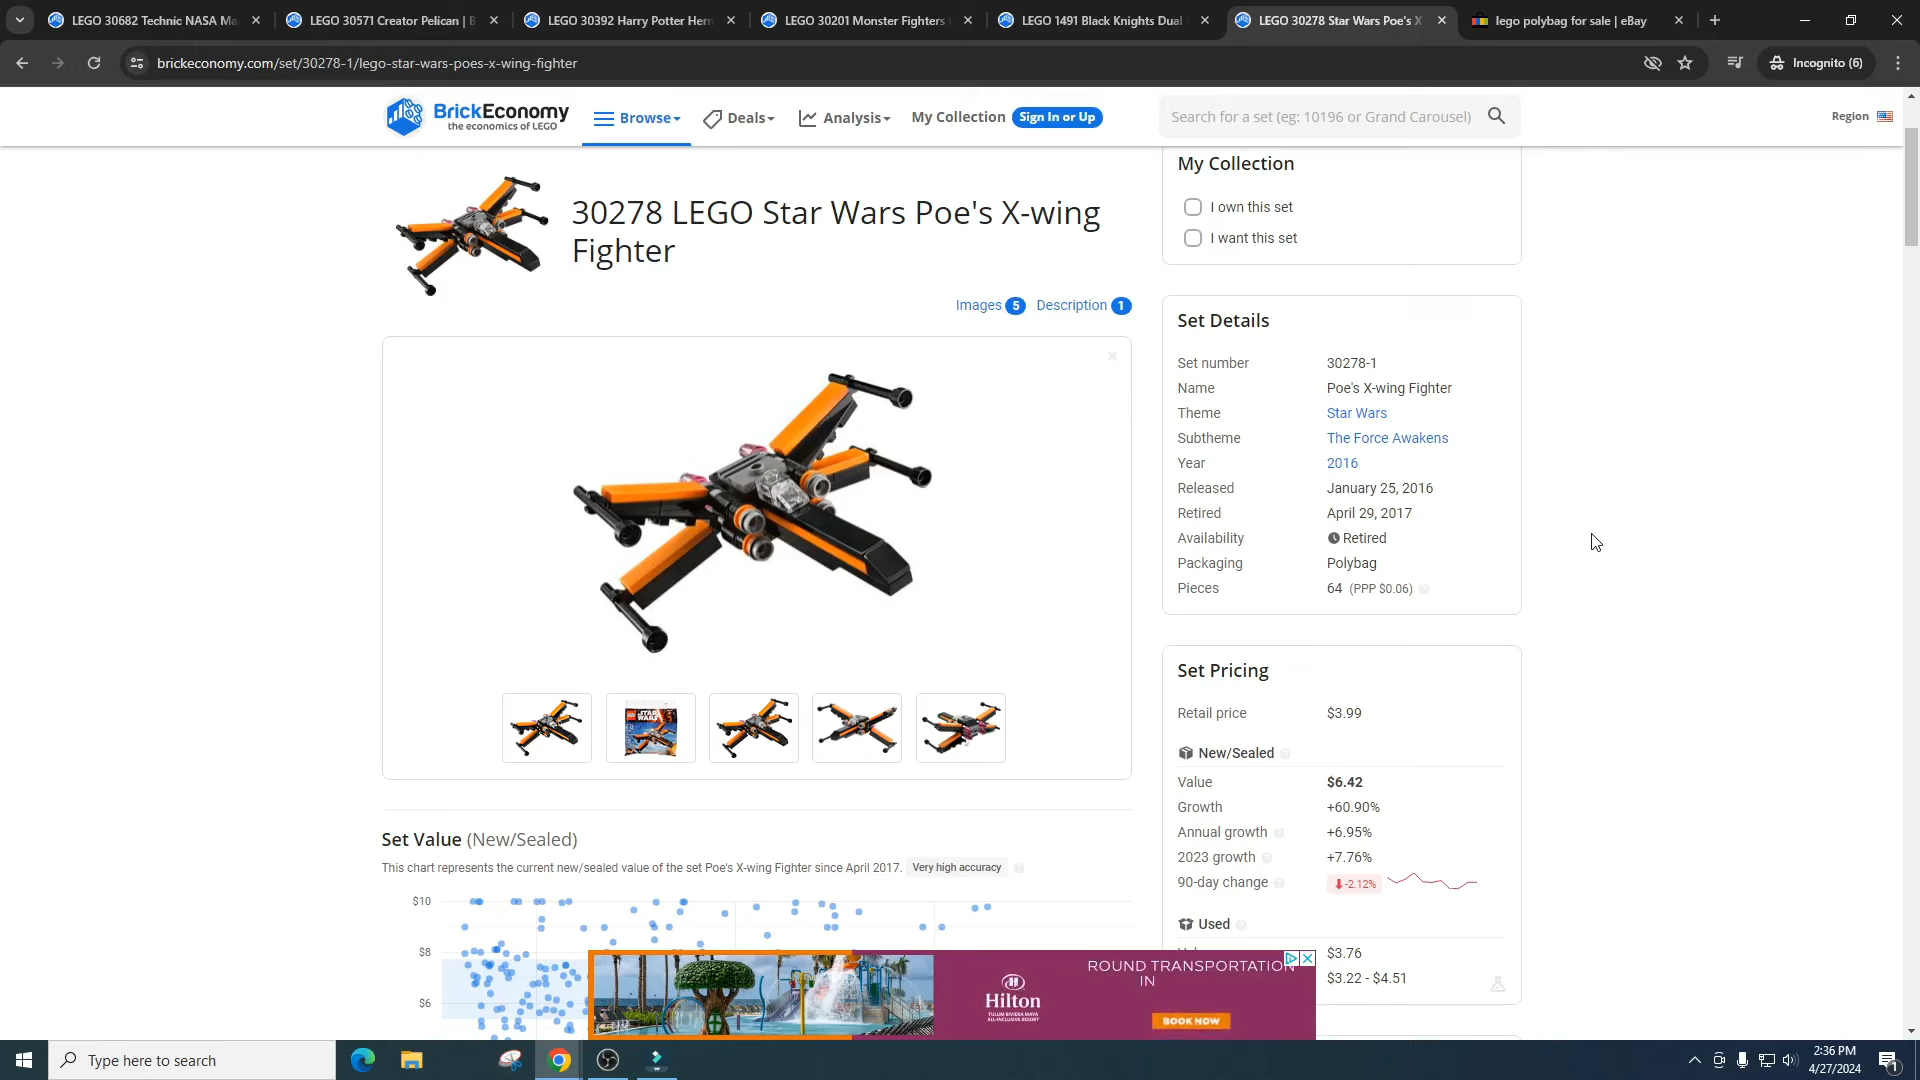 LEGO 30682 Technic NASA Ma
LEGO 30571 Creator Pelican | B
LEGO 30392 Harry Potter Herm
LEGO 30201 Monster Fighters
LEGO 1491 Black Knights Dual
LEGO 30278 Star Wars Poe's X
lego polybag for sale | eBay
brickeconomy.com/set/30278-1/lego-star-wars-poes-x-wing-fighter
Incognito (6)
BrickEconomy
the economics of LEGO
Browse
Deals
Analysis
My Collection
Sign In or Up
Search for a set (eg: 10196 or Grand Carousel)
Region
30278 LEGO Star Wars Poe's X-wing
Fighter
Images 5
Description 1
STAR WARS
Set Value (New/Sealed)
This chart represents the current new/sealed value of the set Poe's X-wing Fighter since April 2017. Very high accuracy
$10
$8
$6
My Collection
I own this set
I want this set
Set Details
Set number 30278-1
Name Poe's X-wing Fighter
Theme Star Wars
Subtheme The Force Awakens
Year 2016
Released January 25, 2016
Retired April 29, 2017
Availability Retired
Packaging Polybag
Pieces 64 (PPP $0.06)
Set Pricing
Retail price $3.99
New/Sealed
Value $6.42
Growth +60.90%
Annual growth +6.95%
2023 growth +7.76%
90-day change -2.12%
Used
$3.76
$3.22 - $4.51
Hilton
TULUM RIVIERA MAYA
ALL-INCLUSIVE RESORT
ROUND TRANSPORTATION
IN
BOOK NOW
Type here to search
2:36 PM
4/27/2024
1